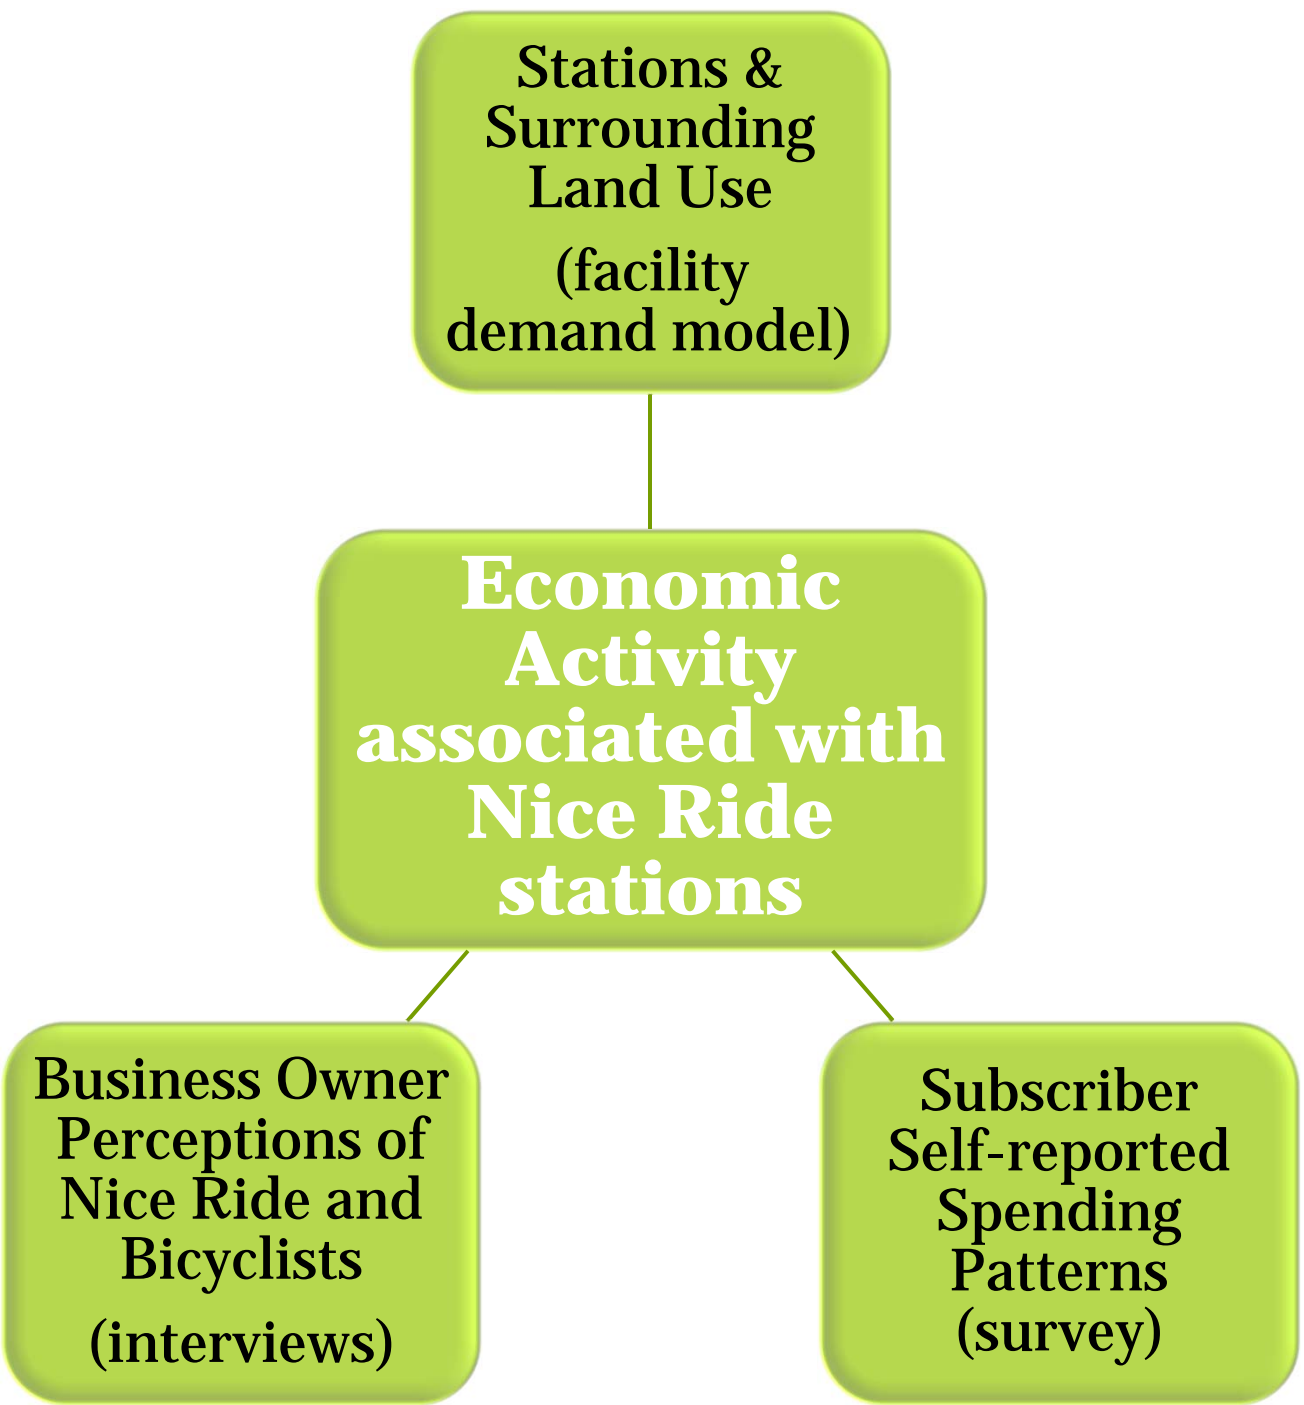 Stations &
Surrounding
Land Use
(facility
demand model)
Economic
Activity
associated with
Nice Ride
stations
Business Owner
Perceptions of
Nice Ride and
Bicyclists
(interviews)
Subscriber
Self-reported
Spending
Patterns
(survey)